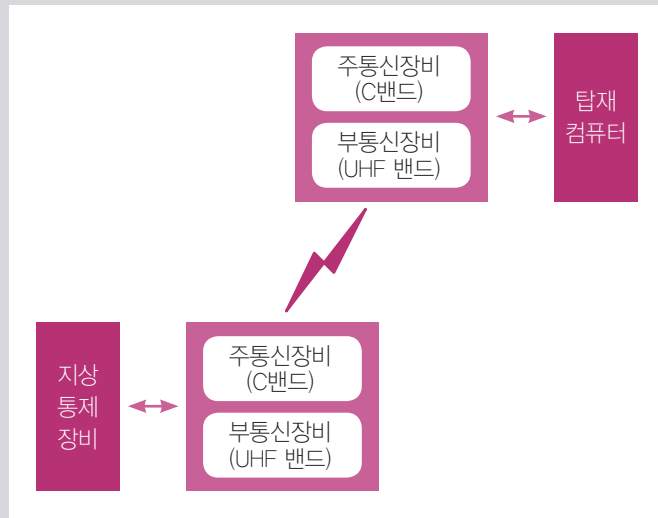 주통신장비
(C밴드)
부통신장비
(UHF 밴드)
탑재
컴퓨터
지상
통제
장비
주통신장비
(C밴드)
부통신장비
(UHF 밴드)